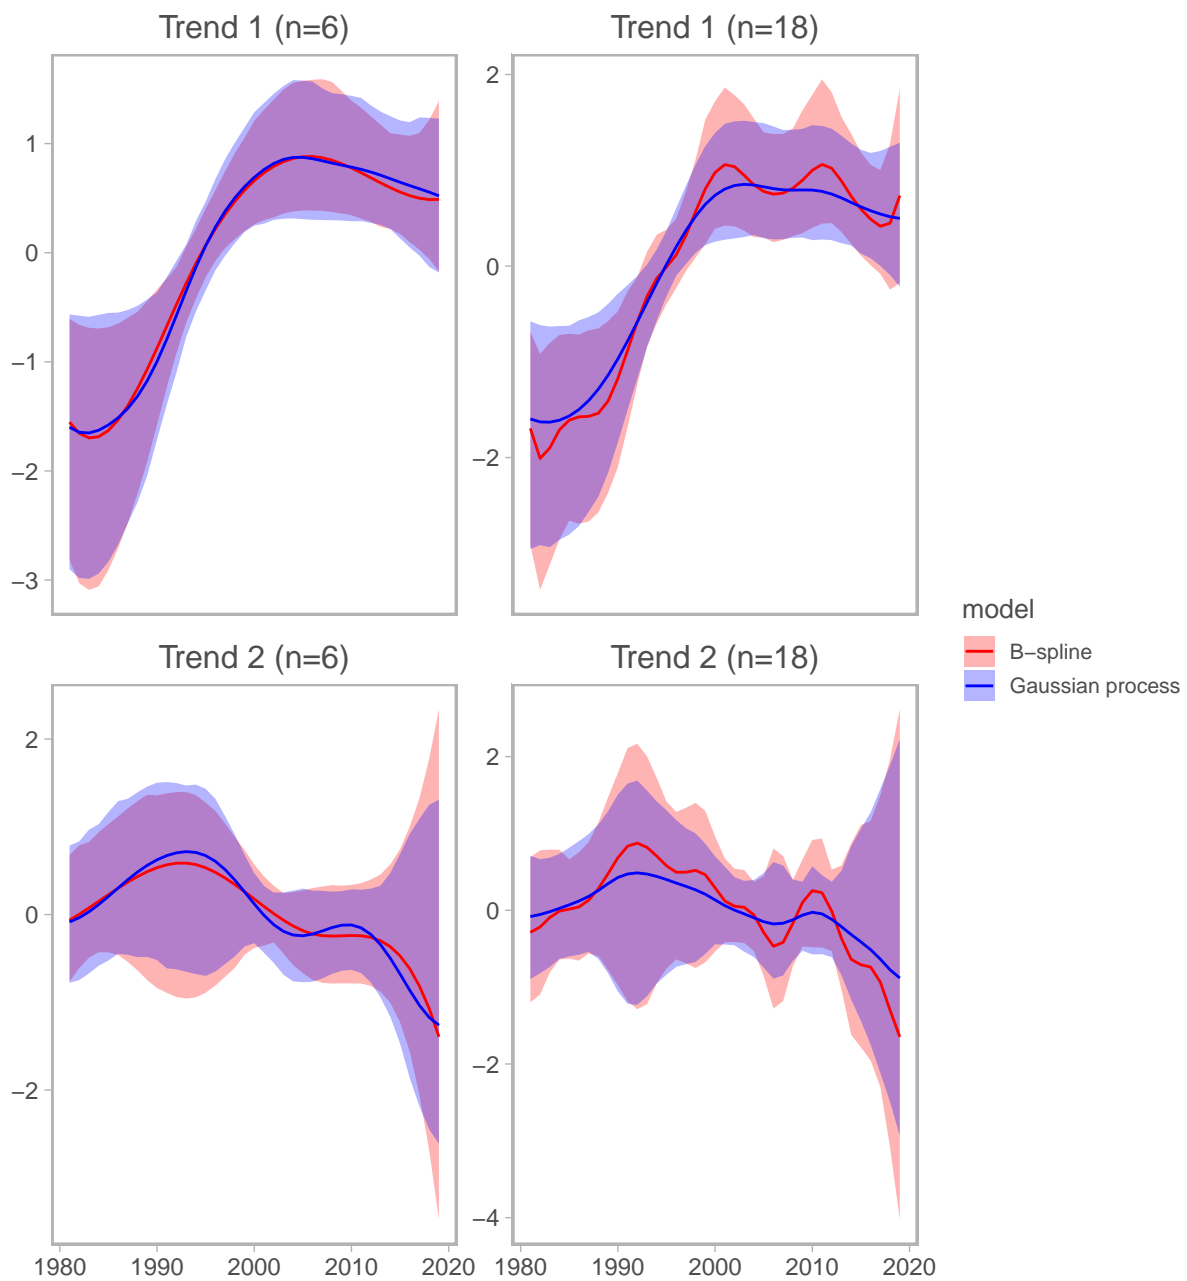 Trend 1 (n=6)
Trend 1 (n=18)
1
0
−1
−2
−3
2
0
−2
model
B−spline
Gaussian process
Trend 2 (n=6)
Trend 2 (n=18)
2
0
−2
2
0
−2
−4
1980 1990 2000 2010 2020
1980 1990 2000 2010 2020